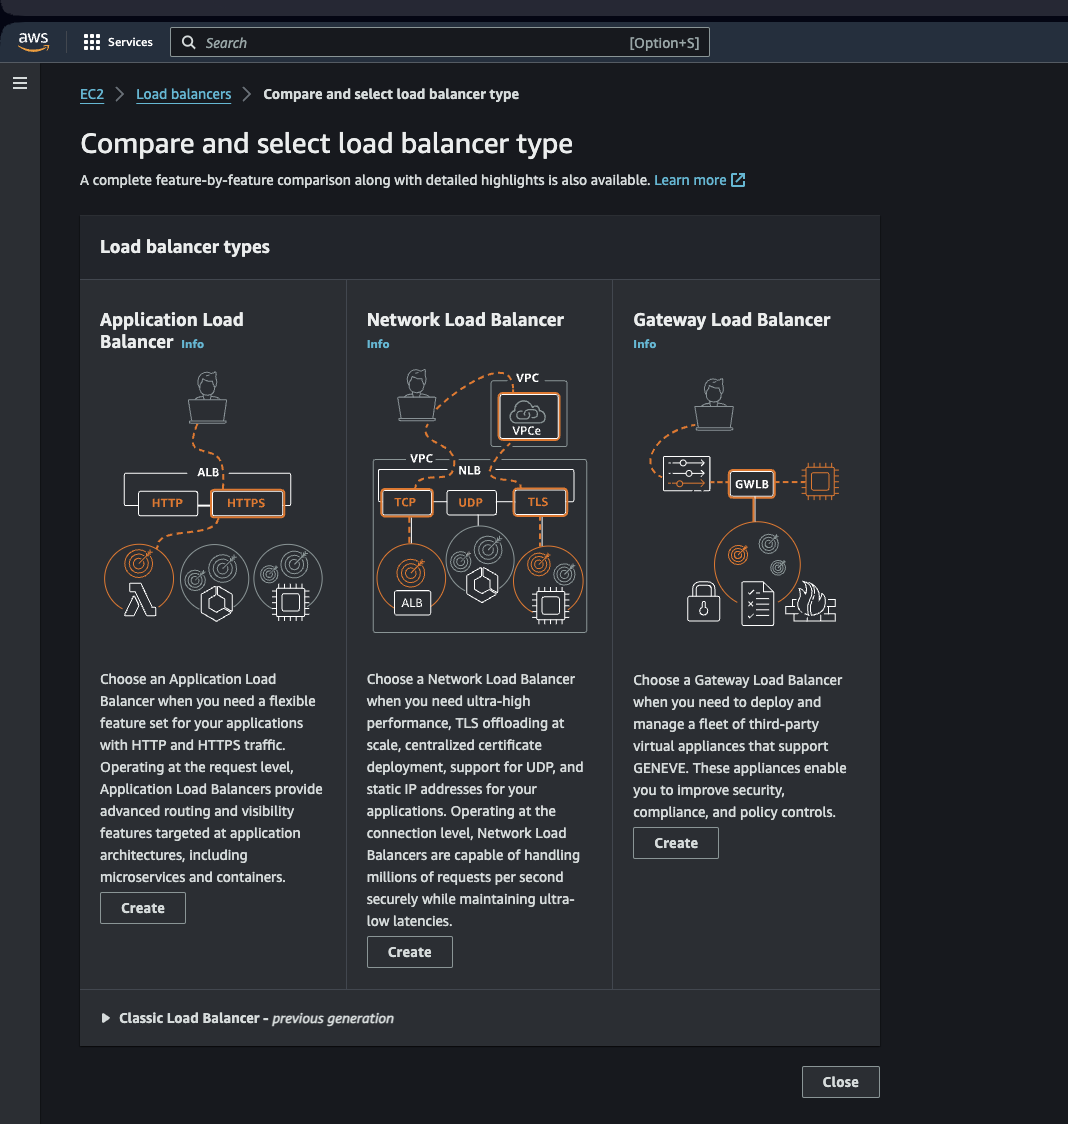 aws
Services
Search
[Option+S]
EC2 > Load balancers > Compare and select load balancer type
Compare and select load balancer type
A complete feature-by-feature comparison along with detailed highlights is also available. Learn more
Load balancer types
Application Load
Balancer Info
ALB
HTTP
HTTPS
Choose an Application Load
Balancer when you need a flexible
feature set for your applications
with HTTP and HTTPS traffic.
Operating at the request level,
Application Load Balancers provide
advanced routing and visibility
features targeted at application
architectures, including
microservices and containers.
Create
Network Load Balancer
Info
VPC
VPCe
VPC
NLB
TCP
UDP
TLS
ALB
Choose a Network Load Balancer
when you need ultra-high
performance, TLS offloading at
scale, centralized certificate
deployment, support for UDP, and
static IP addresses for your
applications. Operating at the
connection level, Network Load
Balancers are capable of handling
millions of requests per second
securely while maintaining ultra-
low latencies.
Create
Gateway Load Balancer
Info
GWLB
Choose a Gateway Load Balancer
when you need to deploy and
manage a fleet of third-party
virtual appliances that support
GENEVE. These appliances enable
you to improve security,
compliance, and policy controls.
Create
Classic Load Balancer - previous generation
Close